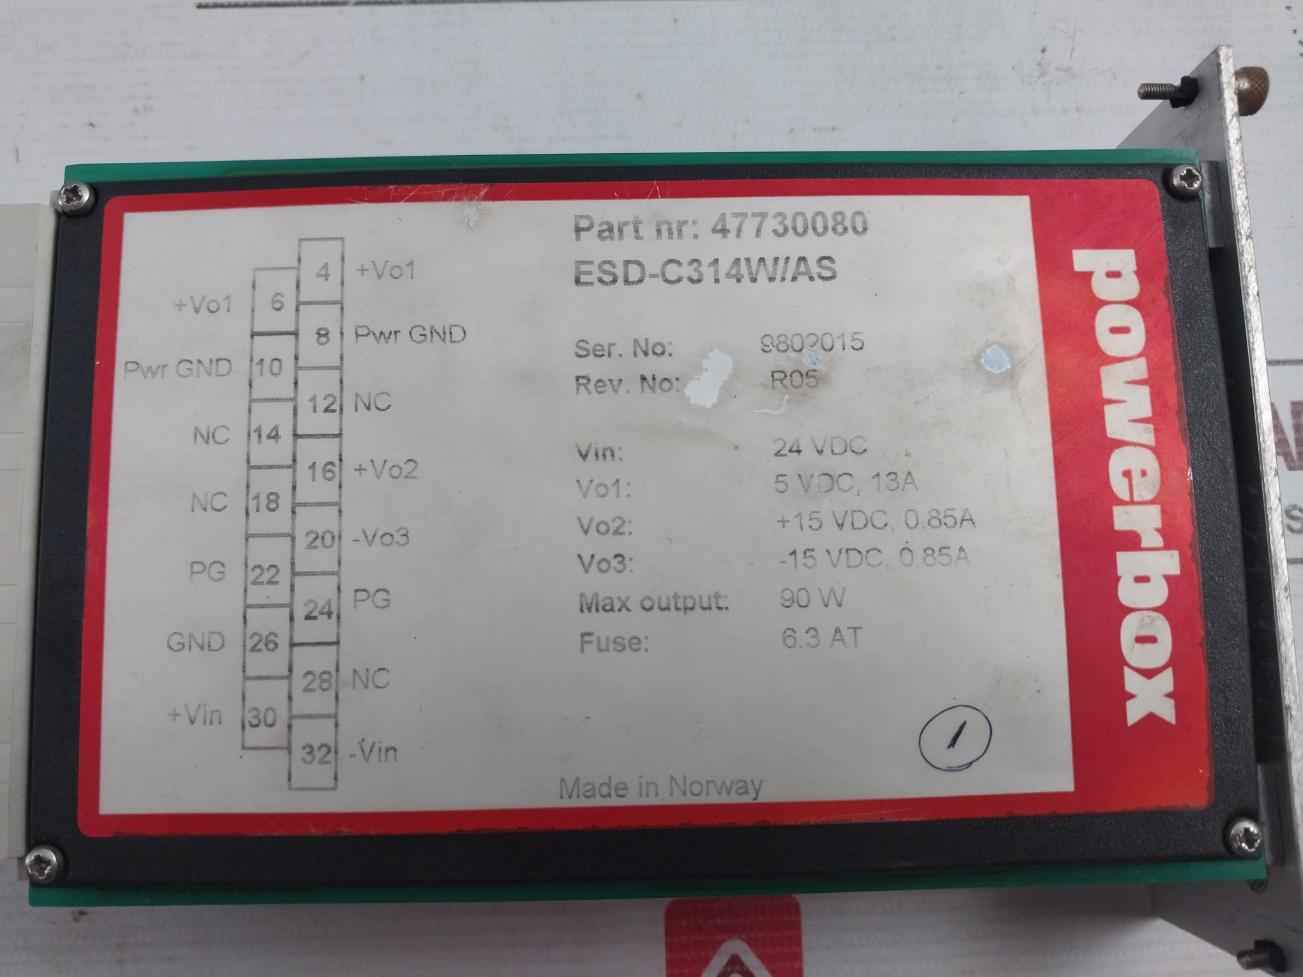 Part nr: 47730080
ESD-C314W/AS
Ser. No: 9802015
Rev. No: R05
Vin: 24 VDC
Vo1: 5 VDC, 13A
Vo2: +15 VDC, 0.85A
Vo3: -15 VDC, 0.85A
Max output: 90 W
Fuse: 6.3 AT
Made in Norway
4 +Vo1
+Vo1 6
8 Pwr GND
Pwr GND 10
12 NC
NC 14
16 +Vo2
NC 18
20 -Vo3
PG 22
24 PG
GND 26
28 NC
+Vin 30
32 -Vin
1
powerbox